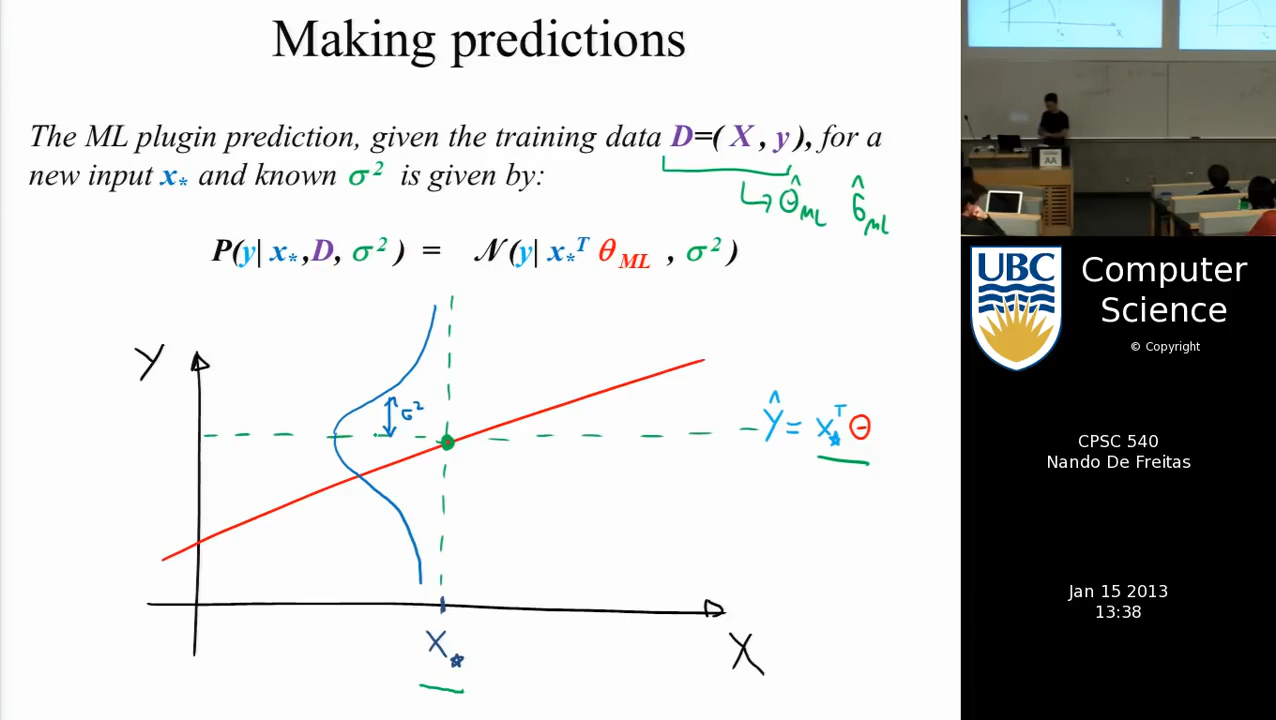 Making predictions
The ML plugin prediction, given the training data D=( X , y ), for a
new input x* and known σ² is given by:
θ̂ML σ̂ML
P(y| x*,D, σ² ) = 𝒩(y| x*ᵀ θML , σ² )
Y
σ²
Ŷ = x*ᵀ θ
X*
X
AA
UBC
Computer
Science
© Copyright
CPSC 540
Nando De Freitas
Jan 15 2013
13:38